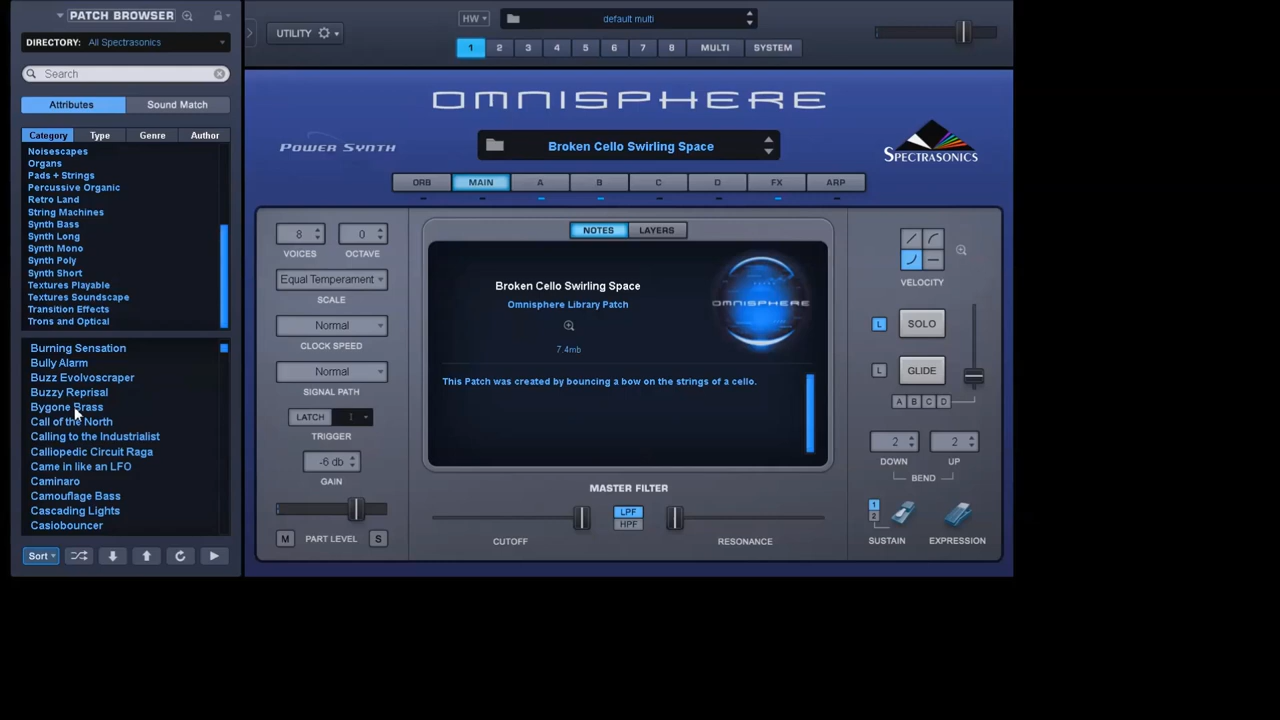 PATCH BROWSER
DIRECTORY: All Spectrasonics
Search
Attributes Sound Match
Category Type Genre Author
Noisescapes
Organs
Pads + Strings
Percussive Organic
Retro Land
String Machines
Synth Bass
Synth Long
Synth Mono
Synth Poly
Synth Short
Textures Playable
Textures Soundscape
Transition Effects
Trons and Optical
Burning Sensation
Bully Alarm
Buzz Evolvoscraper
Buzzy Reprisal
Bygone Brass
Call of the North
Calling to the Industrialist
Calliopedic Circuit Raga
Came in like an LFO
Caminaro
Camouflage Bass
Cascading Lights
Casiobouncer
Sort
UTILITY
HW default multi
1 2 3 4 5 6 7 8 MULTI SYSTEM
OMNISPHERE
POWER SYNTH
Broken Cello Swirling Space
SPECTRASONICS
ORB MAIN A B C D FX ARP
8 0
VOICES OCTAVE
Equal Temperament
SCALE
Normal
CLOCK SPEED
Normal
SIGNAL PATH
LATCH 1
TRIGGER
-6 db
GAIN
M PART LEVEL S
NOTES LAYERS
Broken Cello Swirling Space
Omnisphere Library Patch
7.4mb
OMNISPHERE
This Patch was created by bouncing a bow on the strings of a cello.
MASTER FILTER
LPF
HPF
CUTOFF RESONANCE
VELOCITY
L SOLO
L GLIDE
A B C D
2 2
DOWN UP
BEND
1
2
SUSTAIN EXPRESSION